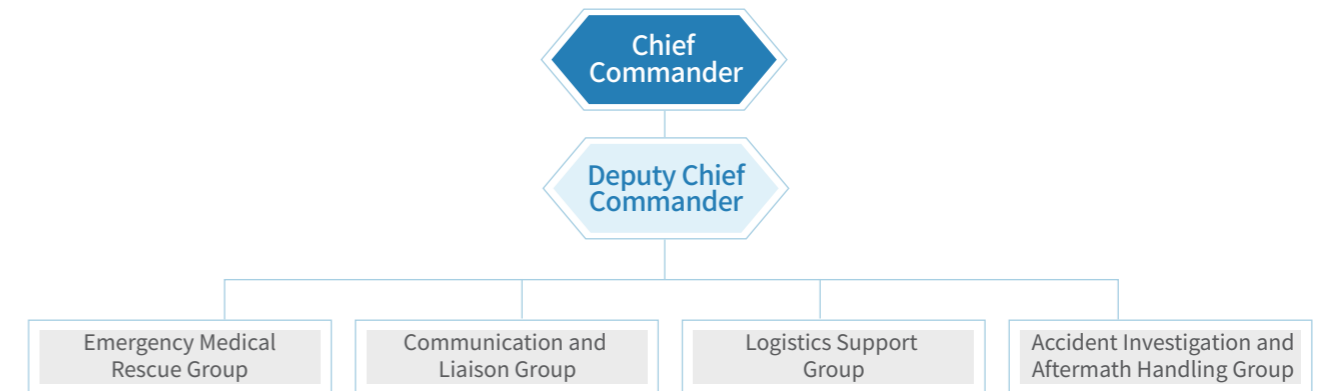 Chief
Commander
Deputy Chief
Commander
Emergency Medical
Rescue Group
Communication and
Liaison Group
Logistics Support
Group
Accident Investigation and
Aftermath Handling Group